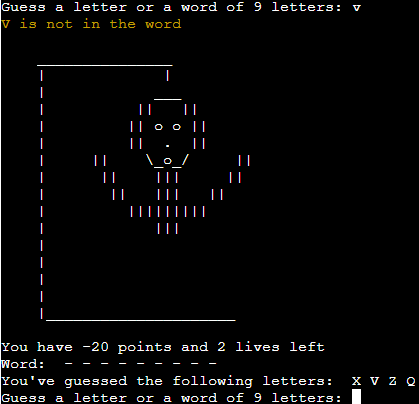 Guess a letter or a word of 9 letters: v
V is not in the word
You have -20 points and 2 lives left
Word: - - - - - - - - -
You've guessed the following letters: X V Z Q
Guess a letter or a word of 9 letters: